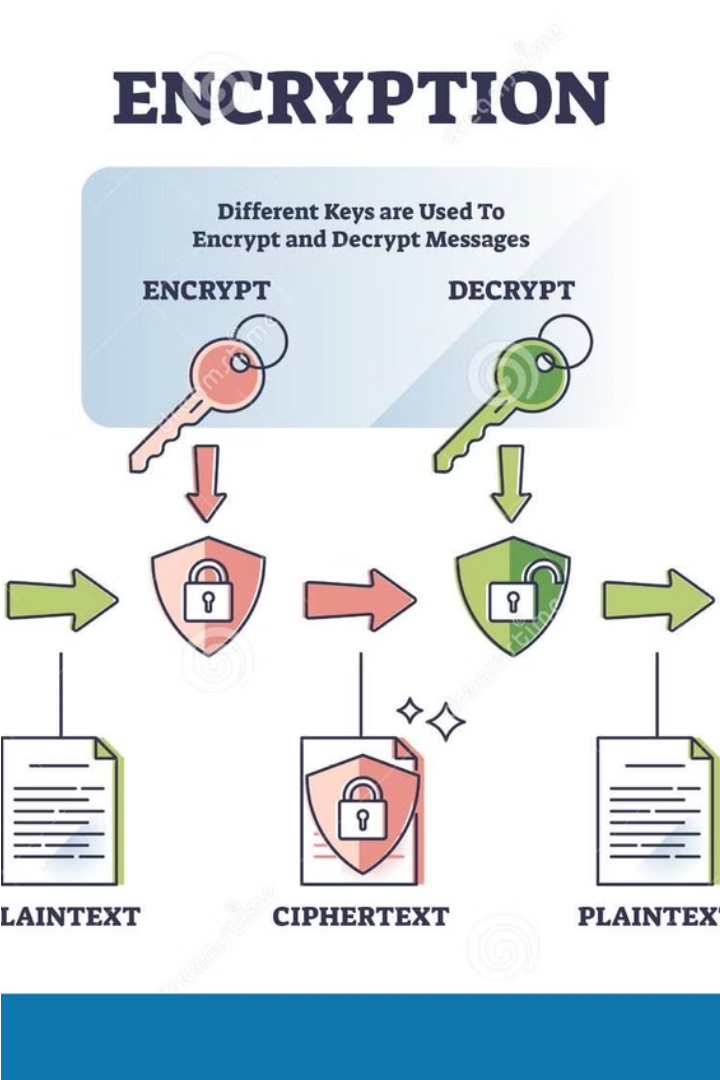 ENCRYPTION
Different Keys are Used To
Encrypt and Decrypt Messages
ENCRYPT
DECRYPT
LAINTEXT
CIPHERTEXT
PLAINTEX